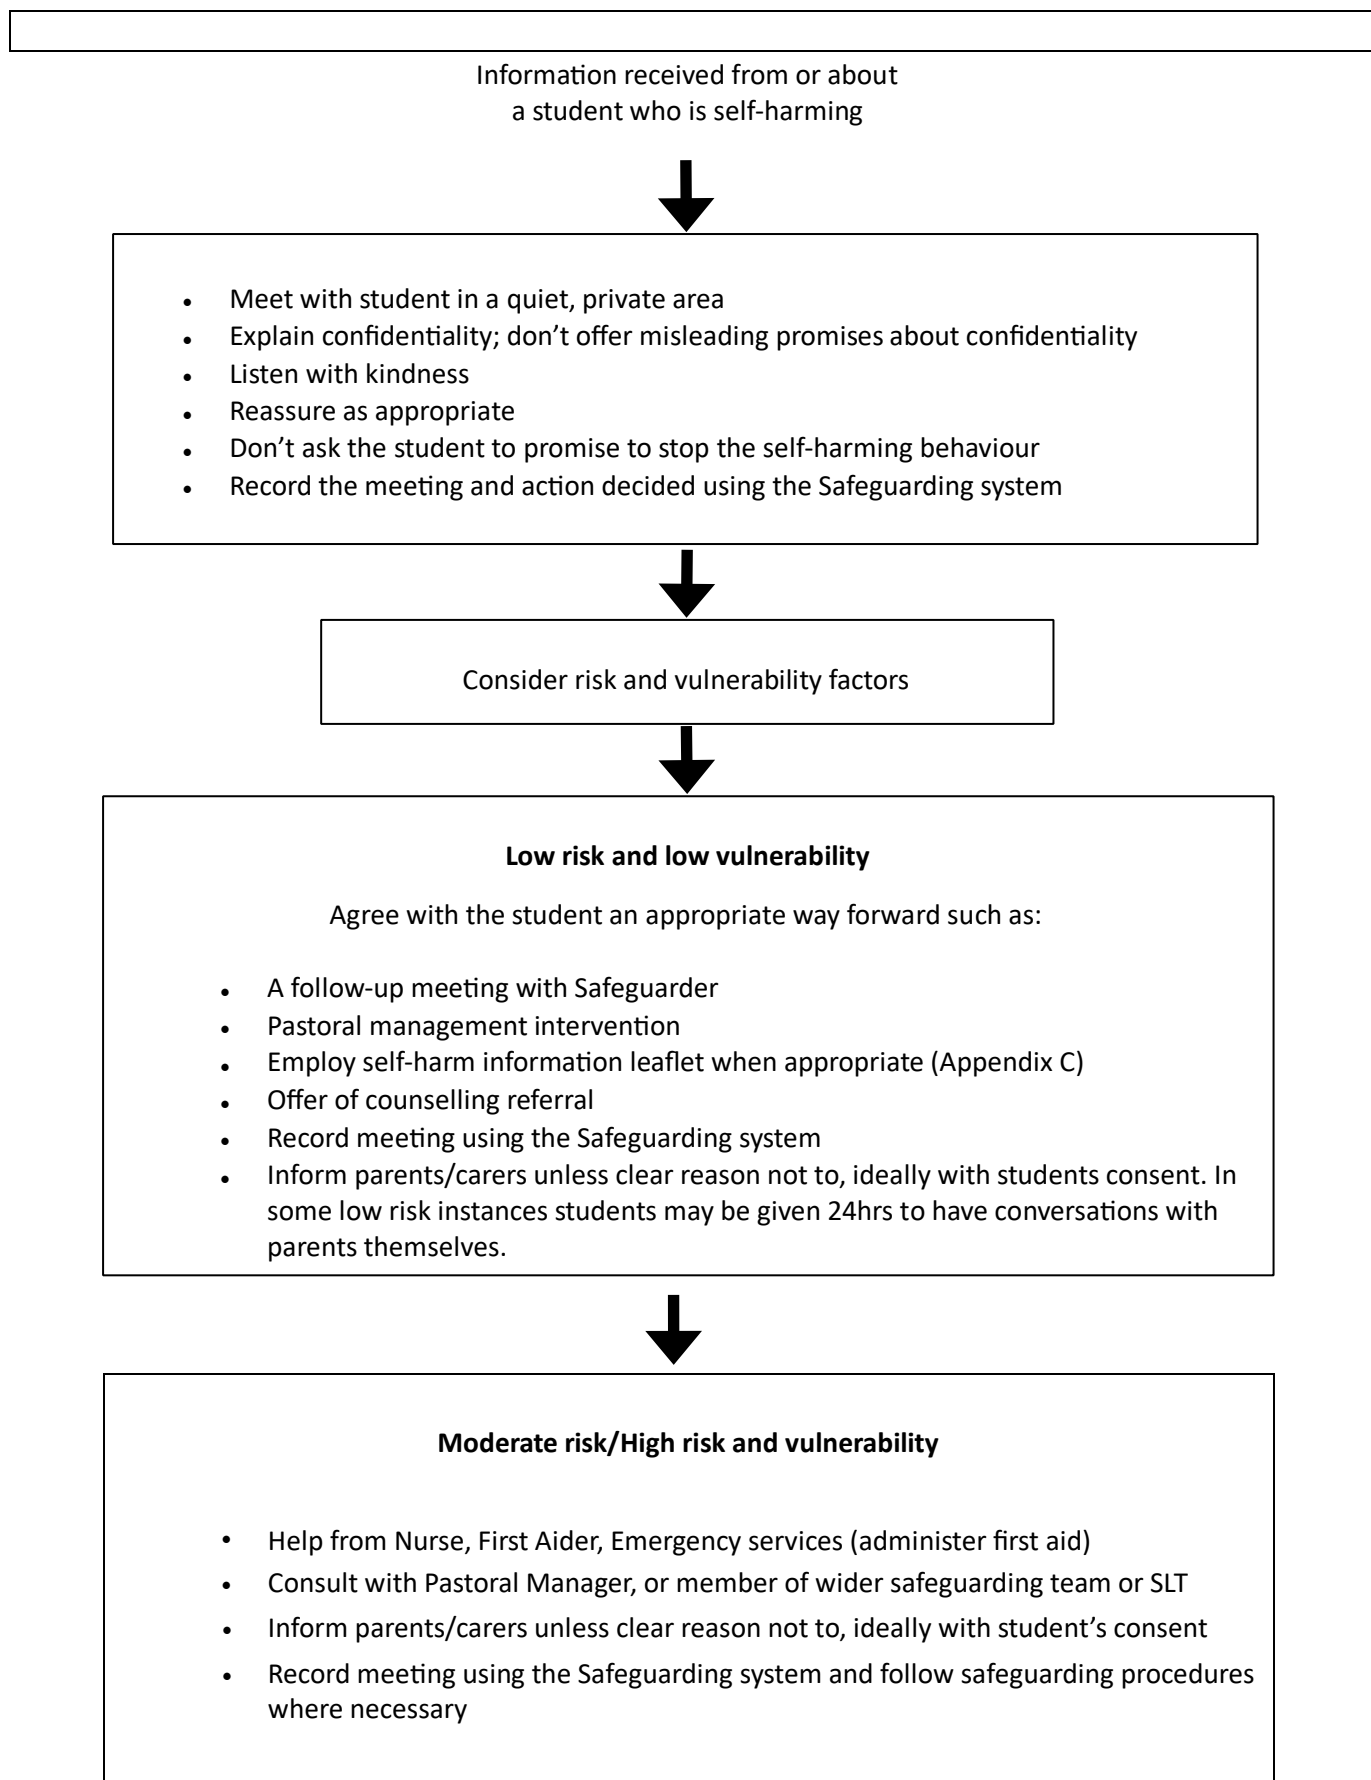 Information received from or about
a student who is self-harming
• Meet with student in a quiet, private area
• Explain confidentiality; don’t offer misleading promises about confidentiality
• Listen with kindness
• Reassure as appropriate
• Don’t ask the student to promise to stop the self-harming behaviour
• Record the meeting and action decided using the Safeguarding system
Consider risk and vulnerability factors
Low risk and low vulnerability
Agree with the student an appropriate way forward such as:
• A follow-up meeting with Safeguarder
• Pastoral management intervention
• Employ self-harm information leaflet when appropriate (Appendix C)
• Offer of counselling referral
• Record meeting using the Safeguarding system
• Inform parents/carers unless clear reason not to, ideally with students consent. In
some low risk instances students may be given 24hrs to have conversations with
parents themselves.
Moderate risk/High risk and vulnerability
• Help from Nurse, First Aider, Emergency services (administer first aid)
• Consult with Pastoral Manager, or member of wider safeguarding team or SLT
• Inform parents/carers unless clear reason not to, ideally with student’s consent
• Record meeting using the Safeguarding system and follow safeguarding procedures
where necessary